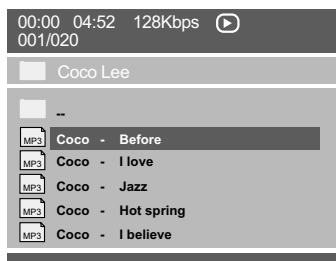 00:00 04:52 128Kbps
001/020
Coco Lee
--
MP3 Coco - Before
MP3 Coco - I love
MP3 Coco - Jazz
MP3 Coco - Hot spring
MP3 Coco - I believe